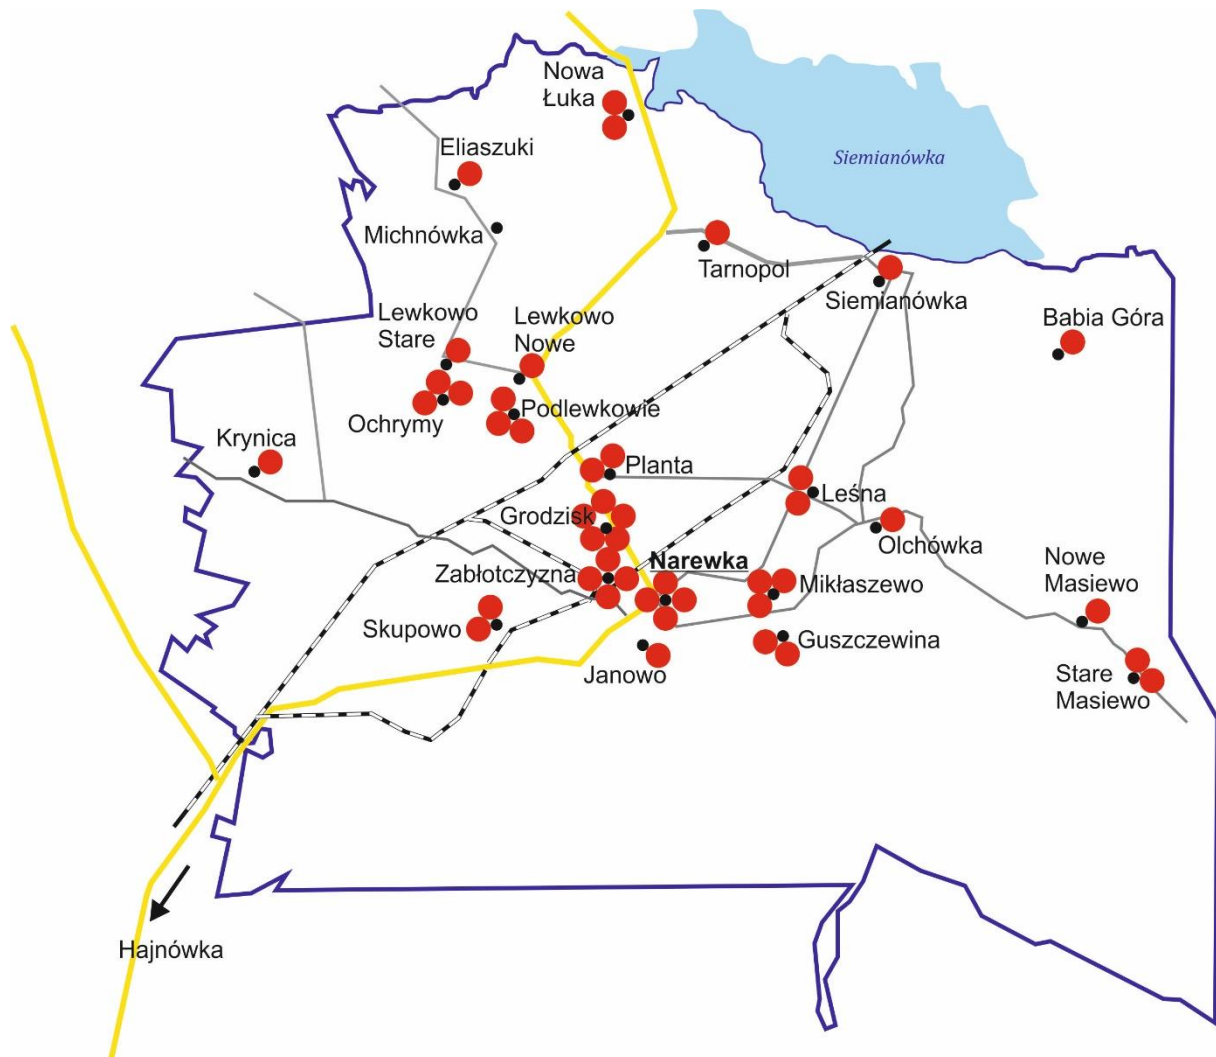 Nowa
Łuka
Eliaszuki
Siemianówka
Michnówka
Tarnopol
Siemianówka
Lewkowo
Stare
Lewkowo
Nowe
Babia Góra
Ochrymy
Podlewkowie
Krynica
Planta
Leśna
Grodzisk
Olchówka
Narewka
Zabłotczyzna
Mikłaszewo
Nowe
Masiewo
Skupowo
Guszczewina
Janowo
Stare
Masiewo
Hajnówka